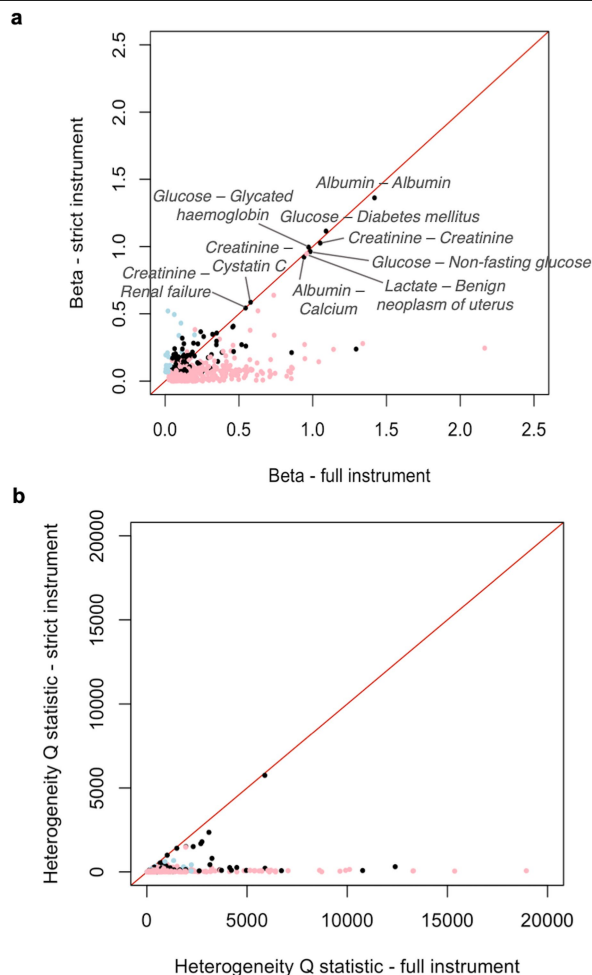 a
Beta - strict instrument
2.5
2.0
1.5
1.0
0.5
0.0
Albumin – Albumin
Glucose – Glycated
haemoglobin
Glucose – Diabetes mellitus
Creatinine – Creatinine
Creatinine –
Cystatin C
Glucose – Non-fasting glucose
Creatinine –
Renal failure
Albumin –
Calcium
Lactate – Benign
neoplasm of uterus
0.0 0.5 1.0 1.5 2.0 2.5
Beta - full instrument
b
Heterogeneity Q statistic - strict instrument
20000
15000
10000
5000
0
0 5000 10000 15000 20000
Heterogeneity Q statistic - full instrument